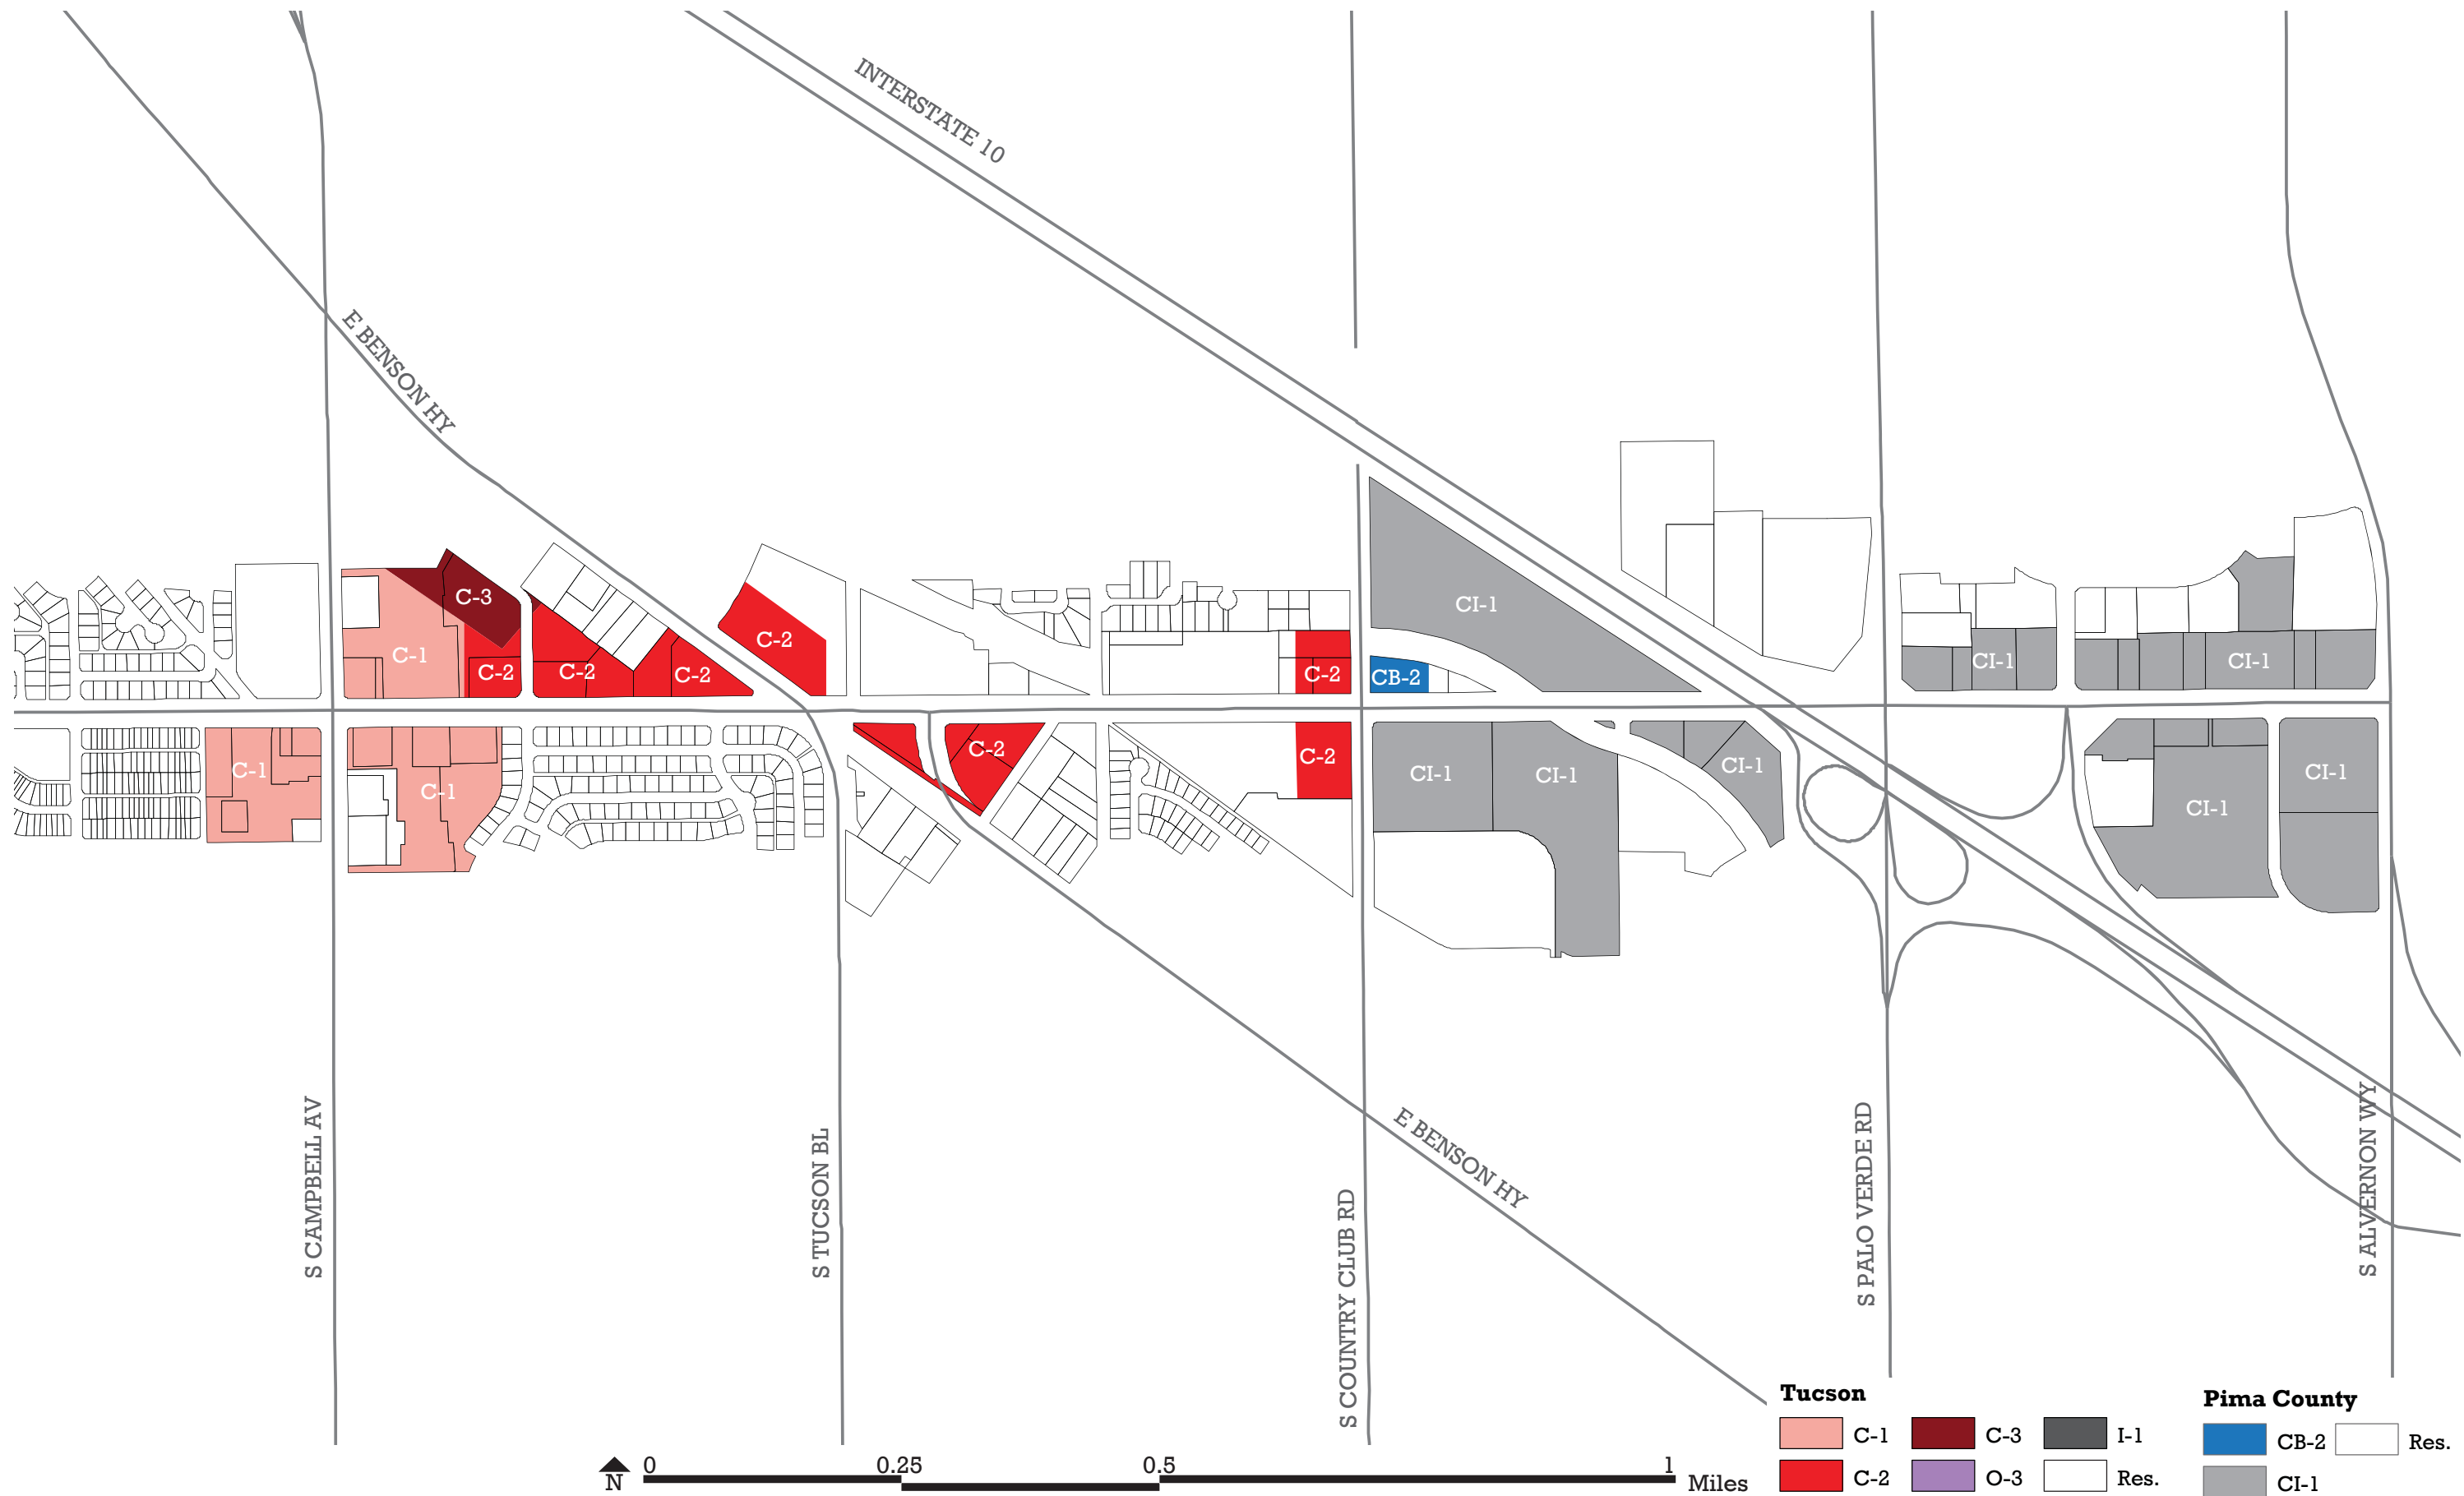 INTERSTATE 10
E BENSON HY
C-3
C-1
C-2
C-2
C-2
C-2
C-2
CB-2
CI-1
CI-1
CI-1
C-1
C-1
C-2
C-2
CI-1
CI-1
CI-1
CI-1
CI-1
S CAMPBELL AV
S TUCSON BL
S COUNTRY CLUB RD
E BENSON HY
S PALO VERDE RD
S ALVERNON WY
N
0 0.25 0.5 1
Miles
Tucson
C-1 C-3 I-1
C-2 O-3 Res.
Pima County
CB-2 Res.
CI-1